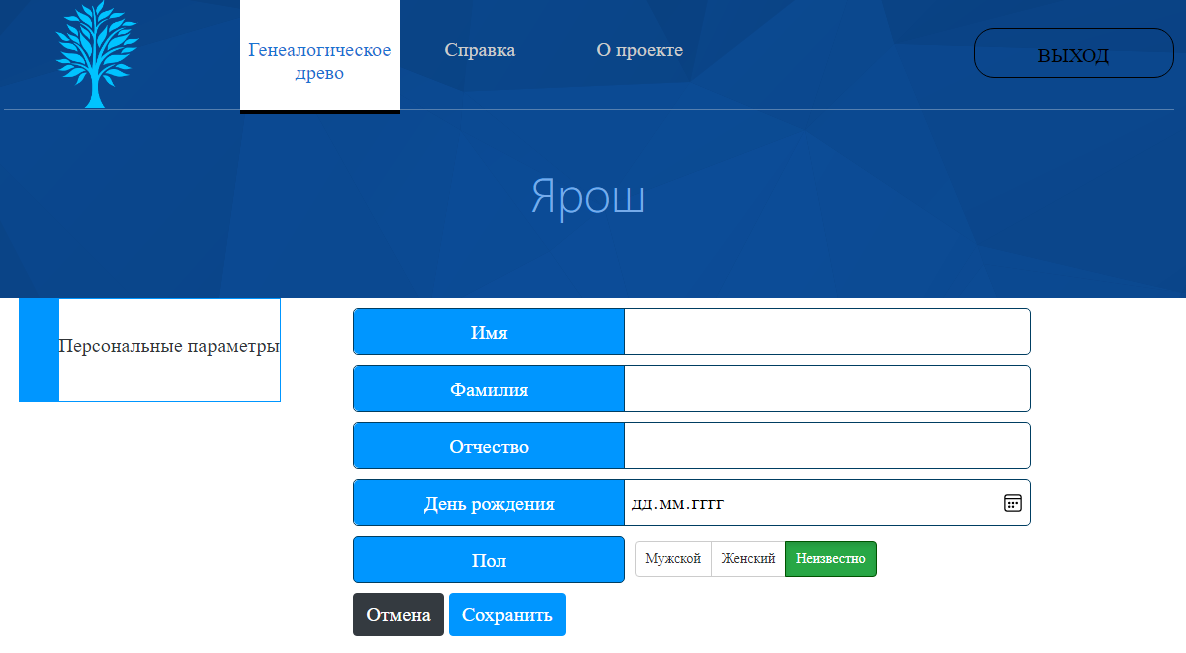 Генеалогическое
древо
Справка
О проекте
ВЫХОД
Ярош
Персональные параметры
Имя
Фамилия
Отчество
День рождения
дд.мм.гггг
Пол
Мужской
Женский
Неизвестно
Отмена
Сохранить